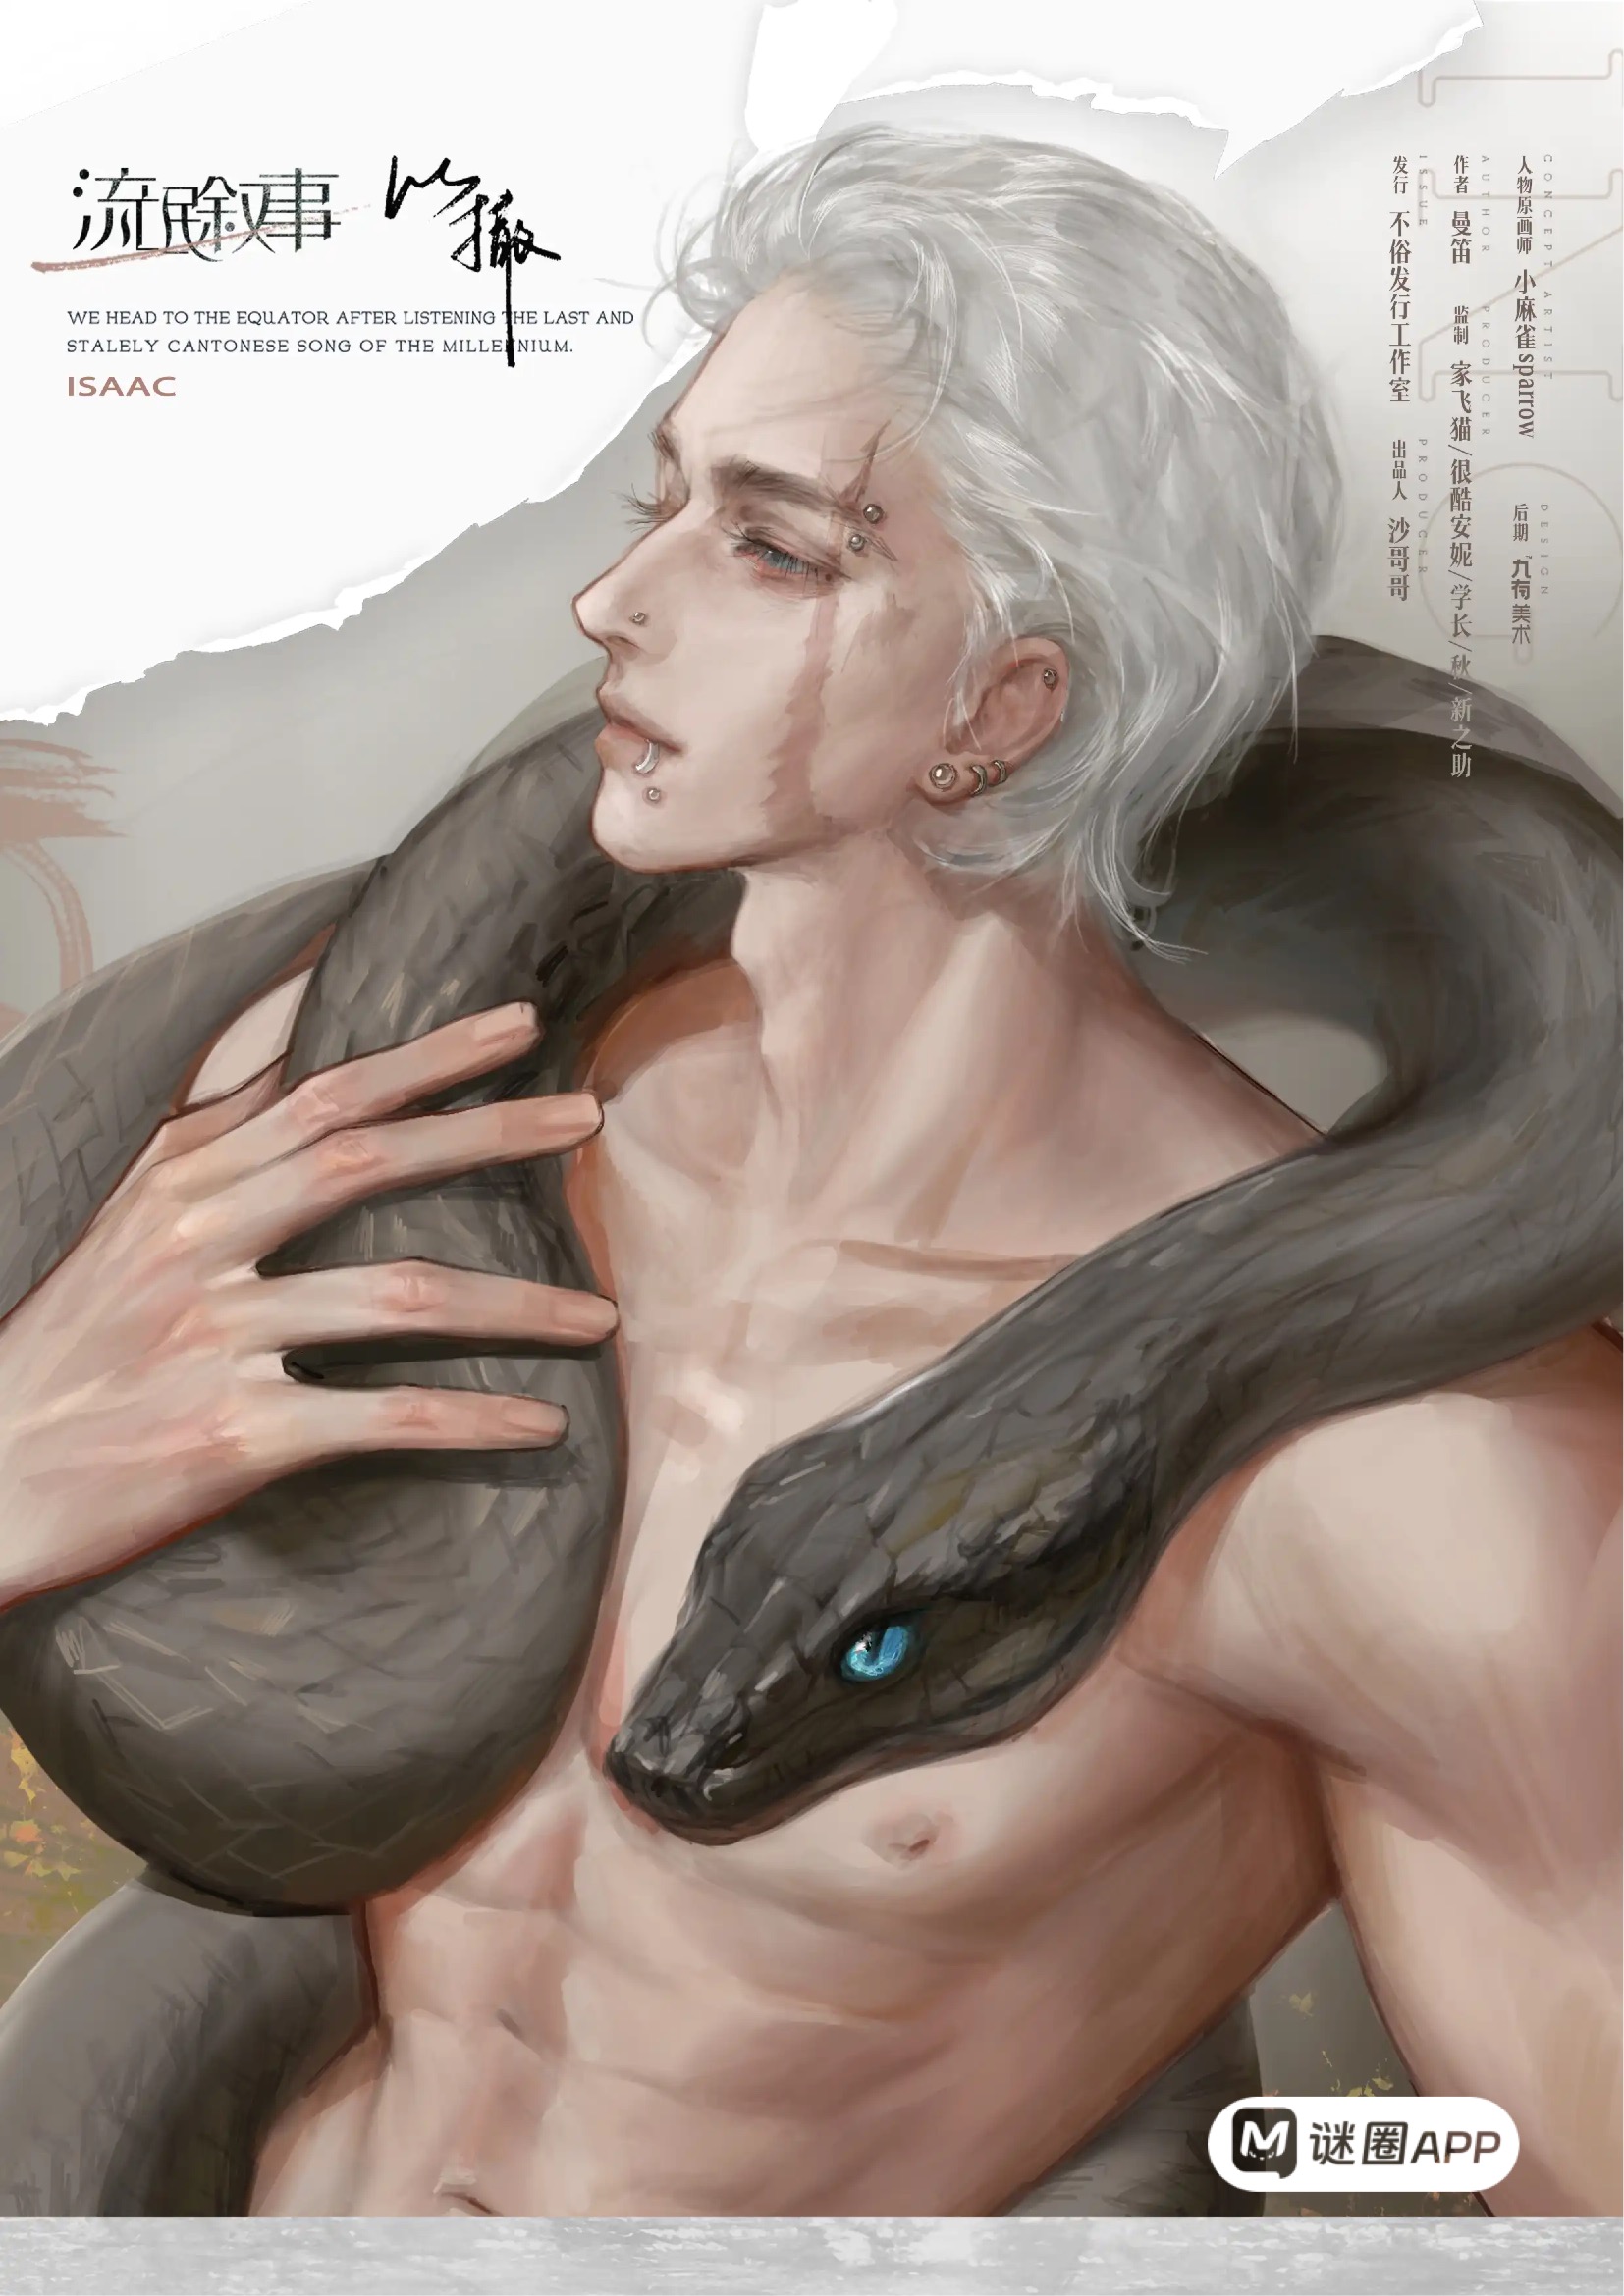 流民叙事
以撒
WE HEAD TO THE EQUATOR AFTER LISTENING THE LAST AND
STALELY CANTONESE SONG OF THE MILLENNIUM.
ISAAC
CONCEPT ARTIST
人物原画师 小麻雀sparrow
DESIGN
后期 九荷美术
AUTHOR
作者 曼笛
PRODUCER
监制 家飞猫/很酷安妮/学长/秋/新之助
ISSUE
发行 不俗发行工作室
PRODUCER
出品人 沙哥哥
M 谜圈APP